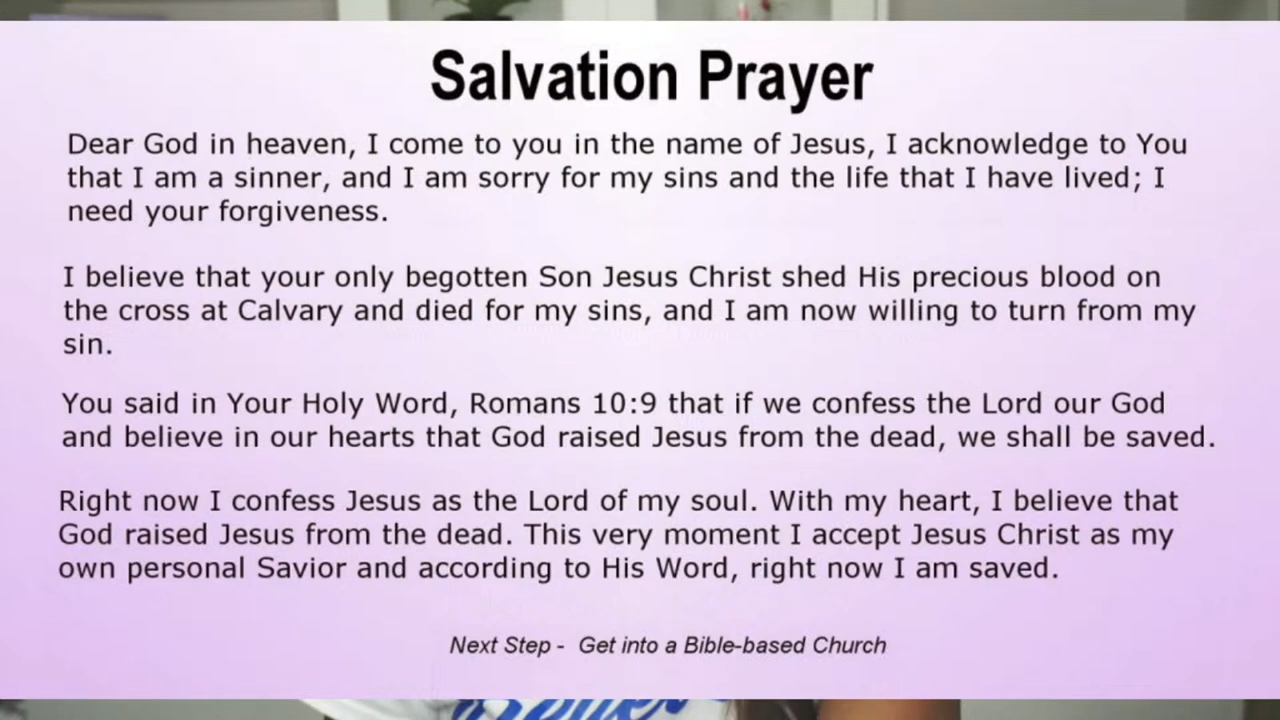 Salvation Prayer
Dear God in heaven, I come to you in the name of Jesus, I acknowledge to You
that I am a sinner, and I am sorry for my sins and the life that I have lived; I
need your forgiveness.
I believe that your only begotten Son Jesus Christ shed His precious blood on
the cross at Calvary and died for my sins, and I am now willing to turn from my
sin.
You said in Your Holy Word, Romans 10:9 that if we confess the Lord our God
and believe in our hearts that God raised Jesus from the dead, we shall be saved.
Right now I confess Jesus as the Lord of my soul. With my heart, I believe that
God raised Jesus from the dead. This very moment I accept Jesus Christ as my
own personal Savior and according to His Word, right now I am saved.
Next Step - Get into a Bible-based Church